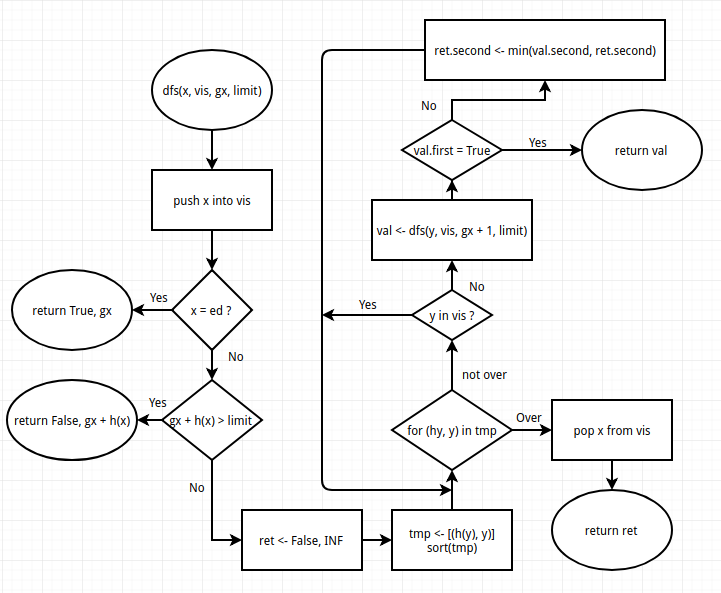 dfs(x, vis, gx, limit)
push x into vis
x = ed ?
Yes
return True, gx
No
gx + h(x) > limit
Yes
return False, gx + h(x)
No
ret <- False, INF
tmp <- [(h(y), y)]
sort(tmp)
for (hy, y) in tmp
Over
pop x from vis
return ret
not over
y in vis ?
Yes
No
val <- dfs(y, vis, gx + 1, limit)
val.first = True
Yes
return val
No
ret.second <- min(val.second, ret.second)